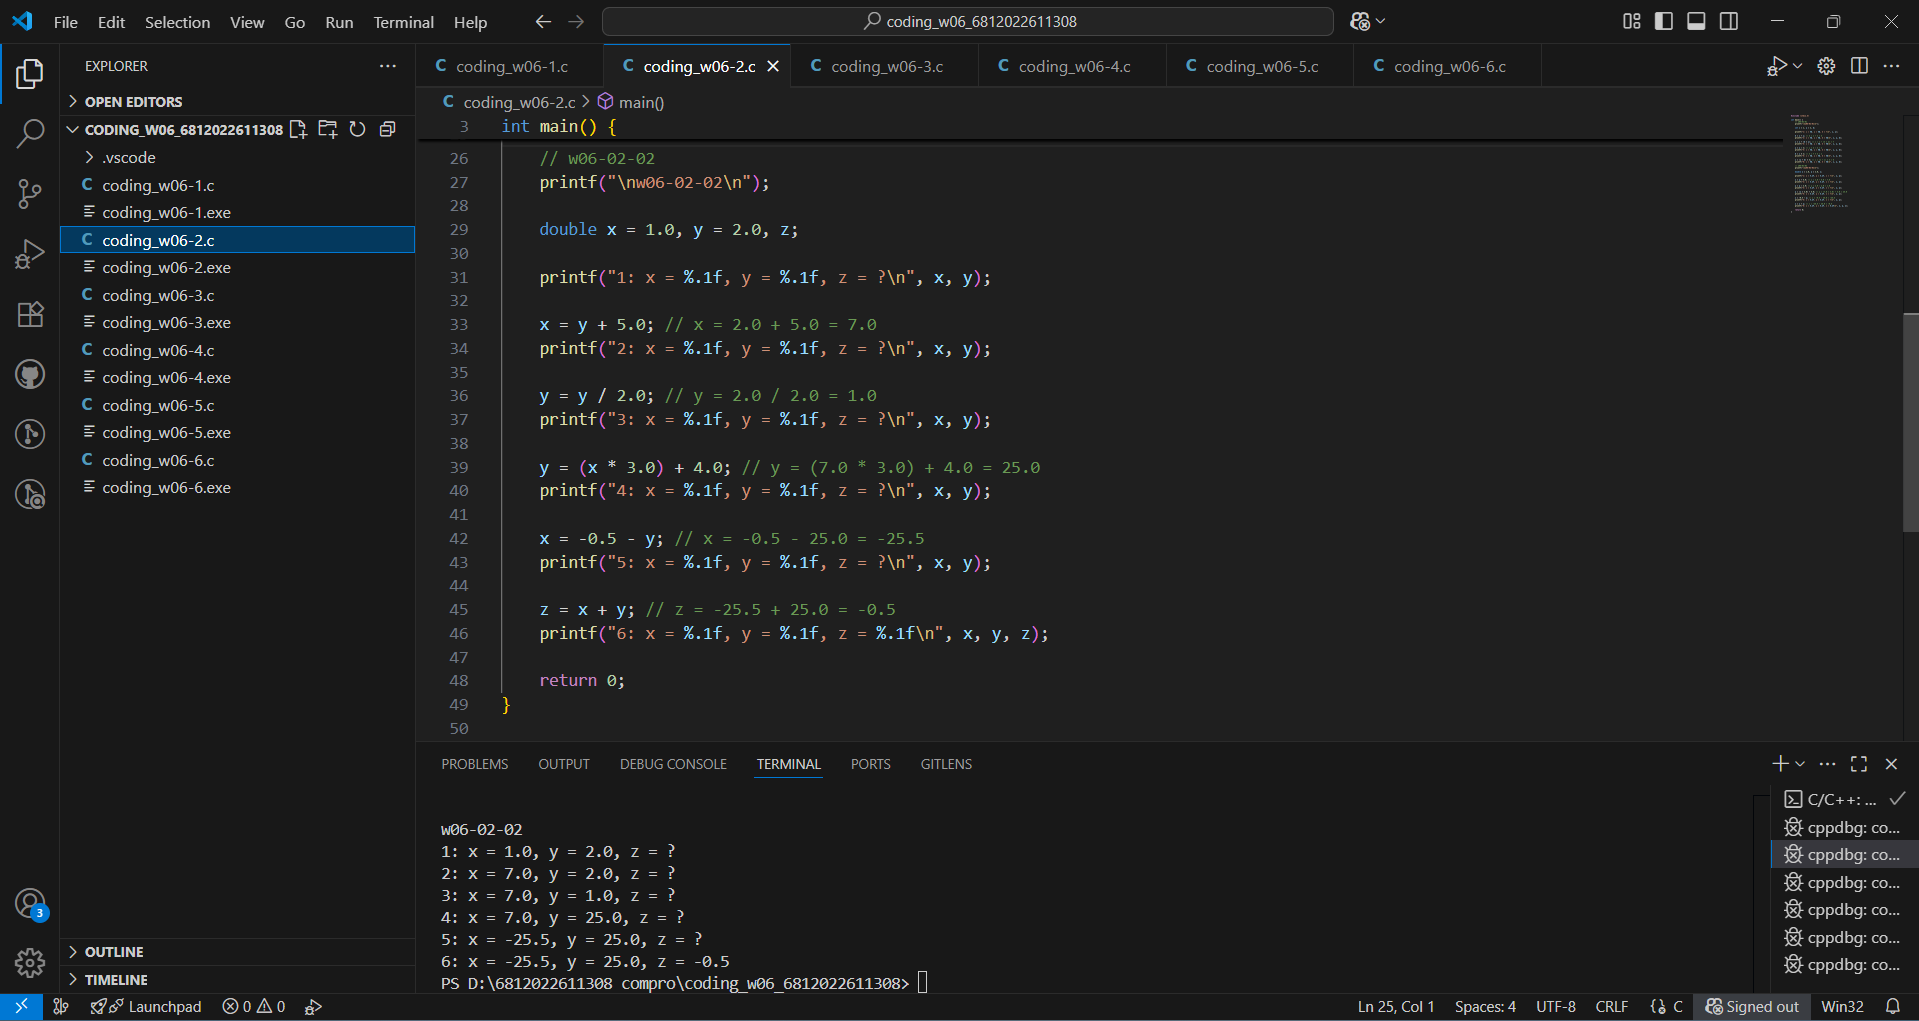 File Edit Selection View Go Run Terminal Help
coding_w06_6812022611308
EXPLORER
OPEN EDITORS
CODING_W06_6812022611308
.vscode
C coding_w06-1.c
coding_w06-1.exe
C coding_w06-2.c
coding_w06-2.exe
C coding_w06-3.c
coding_w06-3.exe
C coding_w06-4.c
coding_w06-4.exe
C coding_w06-5.c
coding_w06-5.exe
C coding_w06-6.c
coding_w06-6.exe
OUTLINE
TIMELINE
3
C coding_w06-1.c C coding_w06-2.c C coding_w06-3.c C coding_w06-4.c C coding_w06-5.c C coding_w06-6.c
C coding_w06-2.c > main()
3 int main() {
26 // w06-02-02
27 printf("\nw06-02-02\n");
28
29 double x = 1.0, y = 2.0, z;
30
31 printf("1: x = %.1f, y = %.1f, z = ?\n", x, y);
32
33 x = y + 5.0; // x = 2.0 + 5.0 = 7.0
34 printf("2: x = %.1f, y = %.1f, z = ?\n", x, y);
35
36 y = y / 2.0; // y = 2.0 / 2.0 = 1.0
37 printf("3: x = %.1f, y = %.1f, z = ?\n", x, y);
38
39 y = (x * 3.0) + 4.0; // y = (7.0 * 3.0) + 4.0 = 25.0
40 printf("4: x = %.1f, y = %.1f, z = ?\n", x, y);
41
42 x = -0.5 - y; // x = -0.5 - 25.0 = -25.5
43 printf("5: x = %.1f, y = %.1f, z = ?\n", x, y);
44
45 z = x + y; // z = -25.5 + 25.0 = -0.5
46 printf("6: x = %.1f, y = %.1f, z = %.1f\n", x, y, z);
47
48 return 0;
49 }
50
PROBLEMS OUTPUT DEBUG CONSOLE TERMINAL PORTS GITLENS
w06-02-02
1: x = 1.0, y = 2.0, z = ?
2: x = 7.0, y = 2.0, z = ?
3: x = 7.0, y = 1.0, z = ?
4: x = 7.0, y = 25.0, z = ?
5: x = -25.5, y = 25.0, z = ?
6: x = -25.5, y = 25.0, z = -0.5
PS D:\6812022611308 compro\coding_w06_6812022611308>
C/C++: ...
cppdbg: co...
cppdbg: co...
cppdbg: co...
cppdbg: co...
cppdbg: co...
cppdbg: co...
Launchpad 0 0 Ln 25, Col 1 Spaces: 4 UTF-8 CRLF {} C Signed out Win32